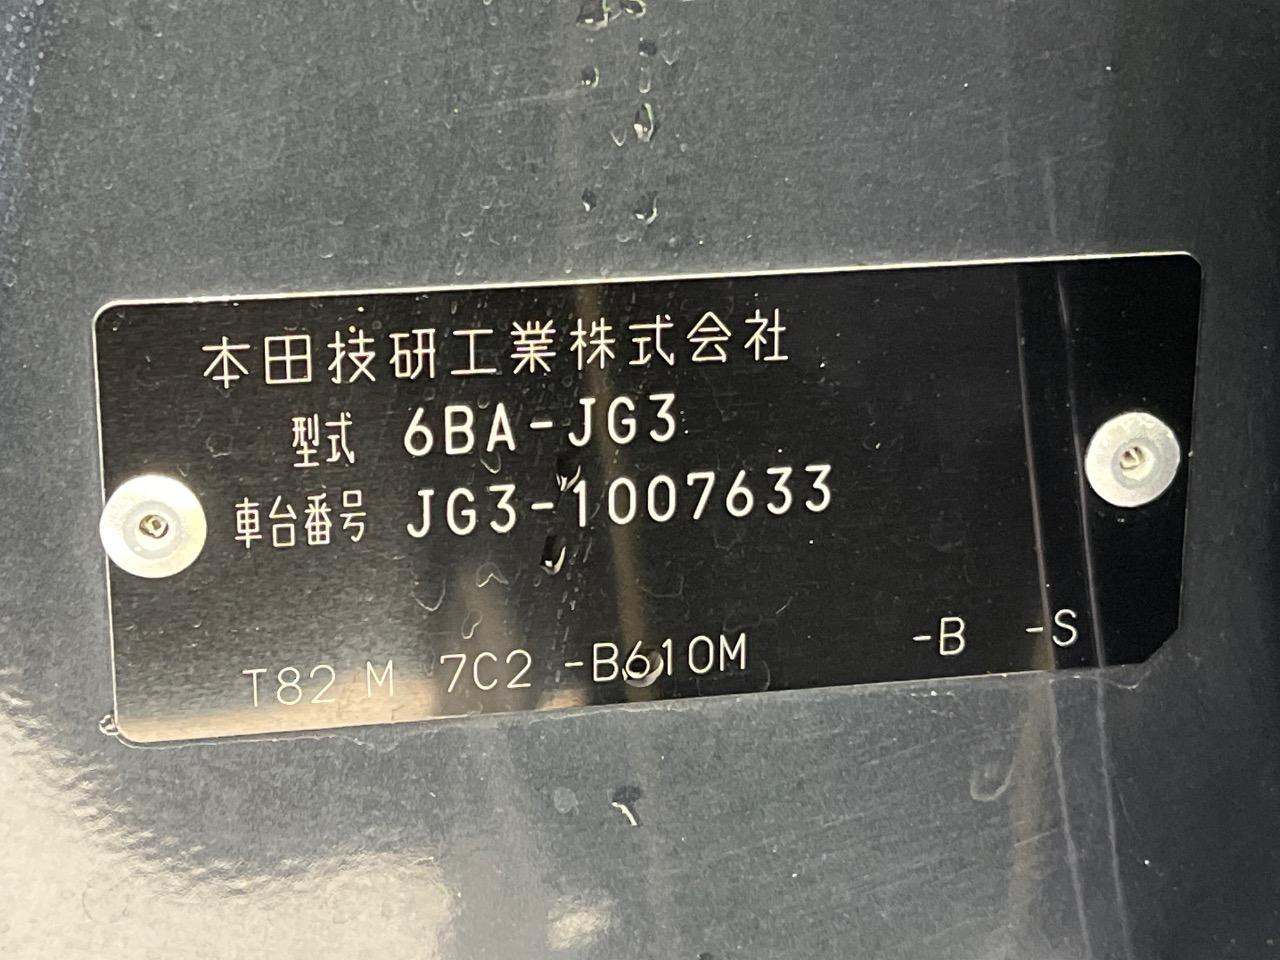 本田技研工業株式会社
型式 6BA-JG3
車台番号 JG3-1007633
T82 M 7C2 -B610M -B -S